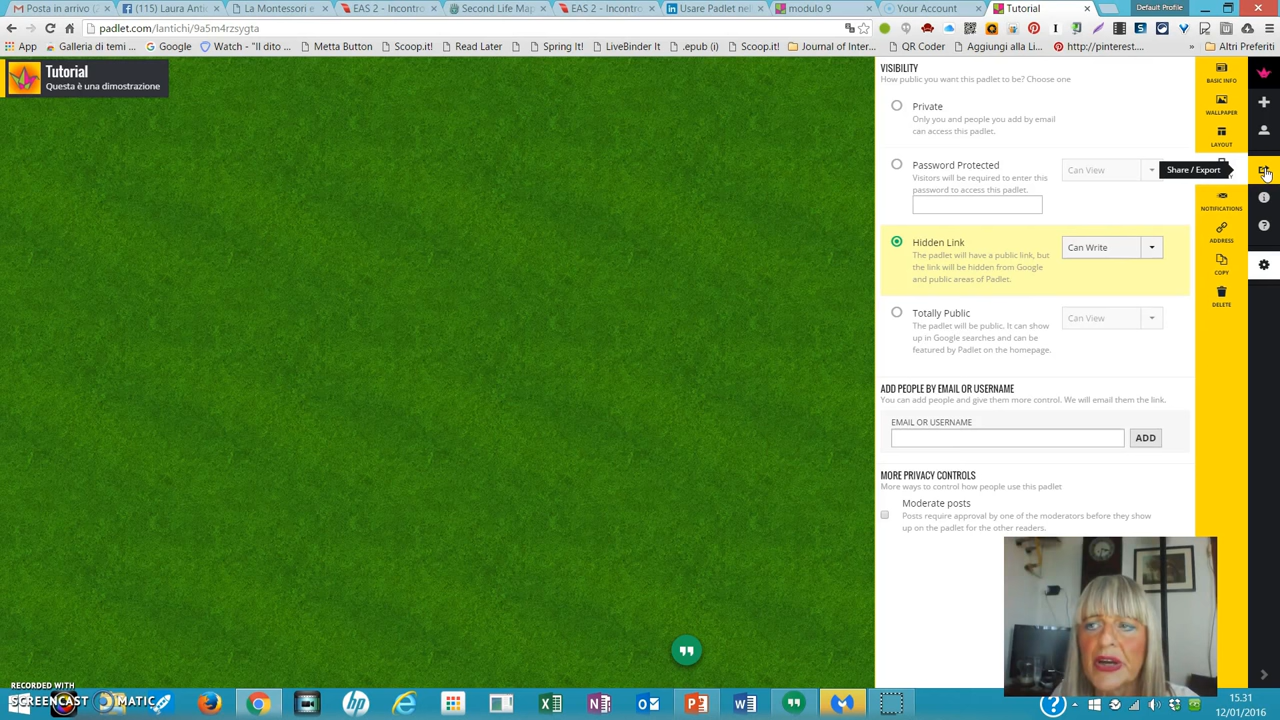 Posta in arrivo (2
(115) Laura Antic
La Montessori e
EAS 2 - Incontro
Second Life Map
EAS 2 - Incontro
Usare Padlet nell
modulo 9
Your Account
Tutorial
Default Profile
padlet.com/lantichi/9a5m4rzsygta
App
Galleria di temi ...
Google
Watch - "Il dito ...
Metta Button
Scoop.it!
Read Later
Spring It!
LiveBinder It
.epub (i)
Scoop.it!
Journal of Inter...
QR Coder
Aggiungi alla Li...
http://workset...
»
Altri Preferiti
Tutorial
Questa è una dimostrazione
VISIBILITY
How public you want this padlet to be? Choose one
Private
Only you and people you add by email
can access this padlet.
Password Protected
Visitors will be required to enter this
password to access this padlet.
Can View
Hidden Link
The padlet will have a public link, but
the link will be hidden from Google
and public areas of Padlet.
Can Write
Totally Public
The padlet will be public. It can show
up in Google searches and can be
featured by Padlet on the homepage.
Can View
ADD PEOPLE BY EMAIL OR USERNAME
You can add people and give them more control. We will email them the link.
EMAIL OR USERNAME
ADD
MORE PRIVACY CONTROLS
More ways to control how people use this padlet
Moderate posts
Posts require approval by one of the moderators before they show
up on the padlet for the other readers.
BASIC INFO
WALLPAPER
LAYOUT
Share / Export
NOTIFICATIONS
ADDRESS
COPY
DELETE
RECORDED WITH
SCREENCAST MATIC
15.31
12/01/2016